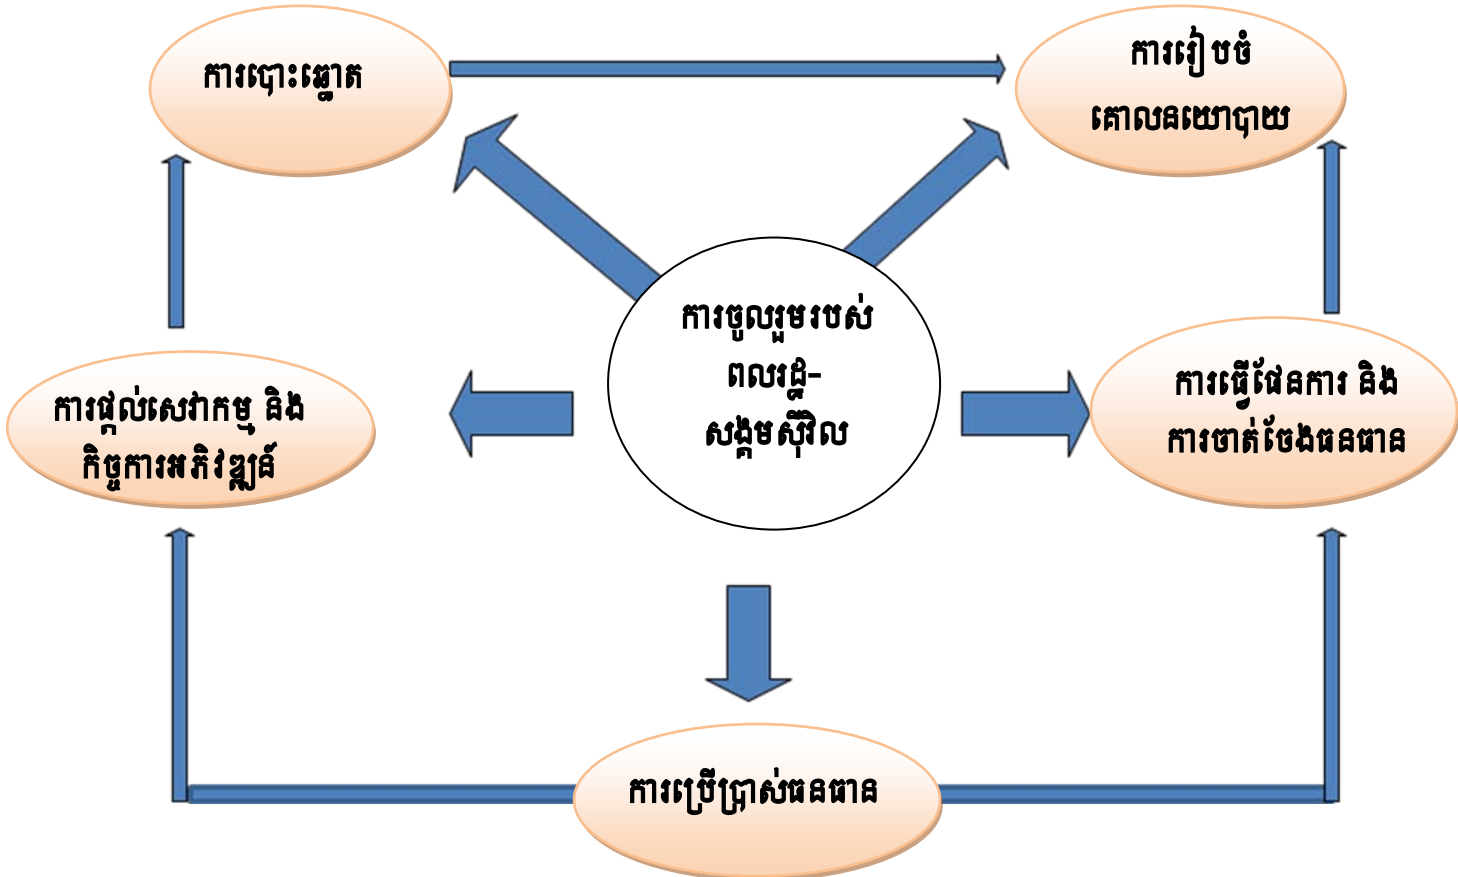 ការបោះឆ្នោត
ការរៀបចំ
គោលនយោបាយ
ការចូលរួមរបស់
ពលរដ្ឋ-
សង្គមស៊ីវិល
ការផ្តល់សេវាកម្ម និង
កិច្ចការអភិវឌ្ឍន៍
ការធ្វើផែនការ និង
ការចាត់ចែងធនធាន
ការប្រើប្រាស់ធនធាន